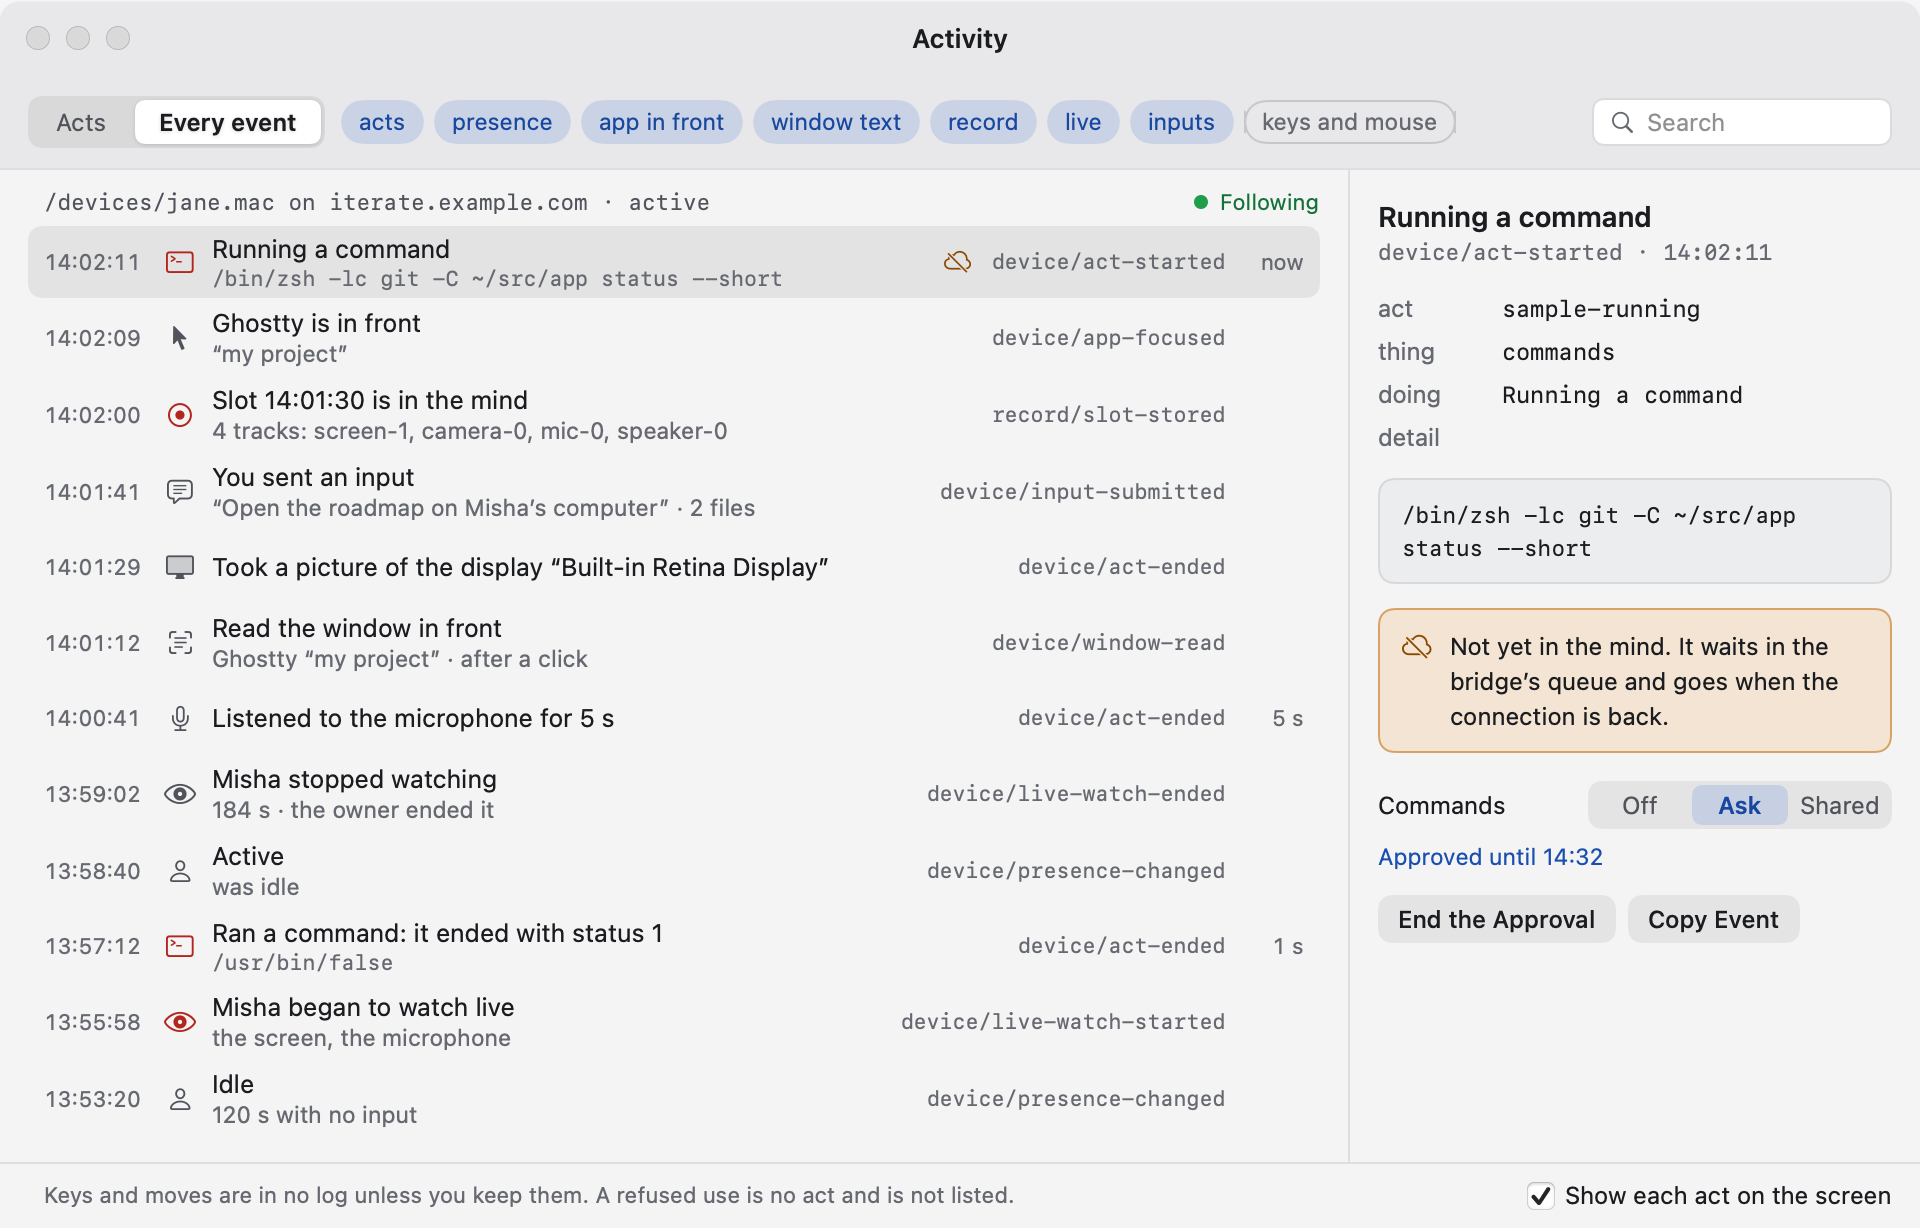 Activity
Acts
Every event
acts
presence
app in front
window text
record
live
inputs
keys and mouse
Search
/devices/jane.mac on iterate.example.com · active
Following
14:02:11 Running a command device/act-started now
/bin/zsh -lc git -C ~/src/app status --short
14:02:09 Ghostty is in front device/app-focused
“my project”
14:02:00 Slot 14:01:30 is in the mind record/slot-stored
4 tracks: screen-1, camera-0, mic-0, speaker-0
14:01:41 You sent an input device/input-submitted
“Open the roadmap on Misha’s computer” · 2 files
14:01:29 Took a picture of the display “Built-in Retina Display” device/act-ended
14:01:12 Read the window in front device/window-read
Ghostty “my project” · after a click
14:00:41 Listened to the microphone for 5 s device/act-ended 5 s
13:59:02 Misha stopped watching device/live-watch-ended
184 s · the owner ended it
13:58:40 Active device/presence-changed
was idle
13:57:12 Ran a command: it ended with status 1 device/act-ended 1 s
/usr/bin/false
13:55:58 Misha began to watch live device/live-watch-started
the screen, the microphone
13:53:20 Idle device/presence-changed
120 s with no input
Running a command
device/act-started · 14:02:11
act sample-running
thing commands
doing Running a command
detail
/bin/zsh -lc git -C ~/src/app
status --short
Not yet in the mind. It waits in the
bridge’s queue and goes when the
connection is back.
Commands
Off
Ask
Shared
Approved until 14:32
End the Approval
Copy Event
Keys and moves are in no log unless you keep them. A refused use is no act and is not listed.
Show each act on the screen